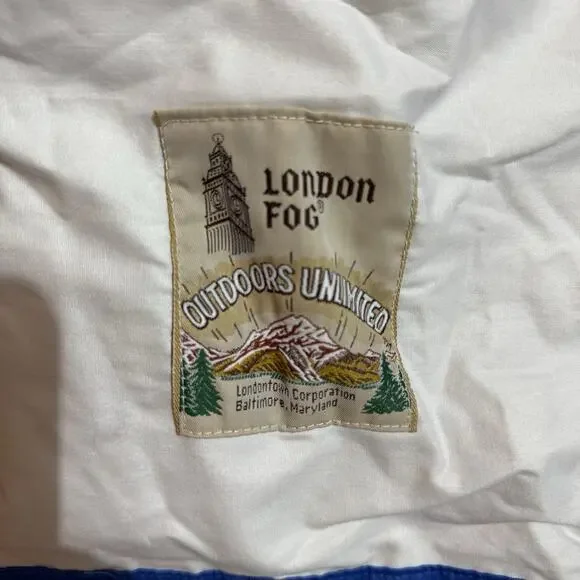 LONDON
FOG®
OUTDOORS UNLIMITED
Londontown Corporation
Baltimore, Maryland